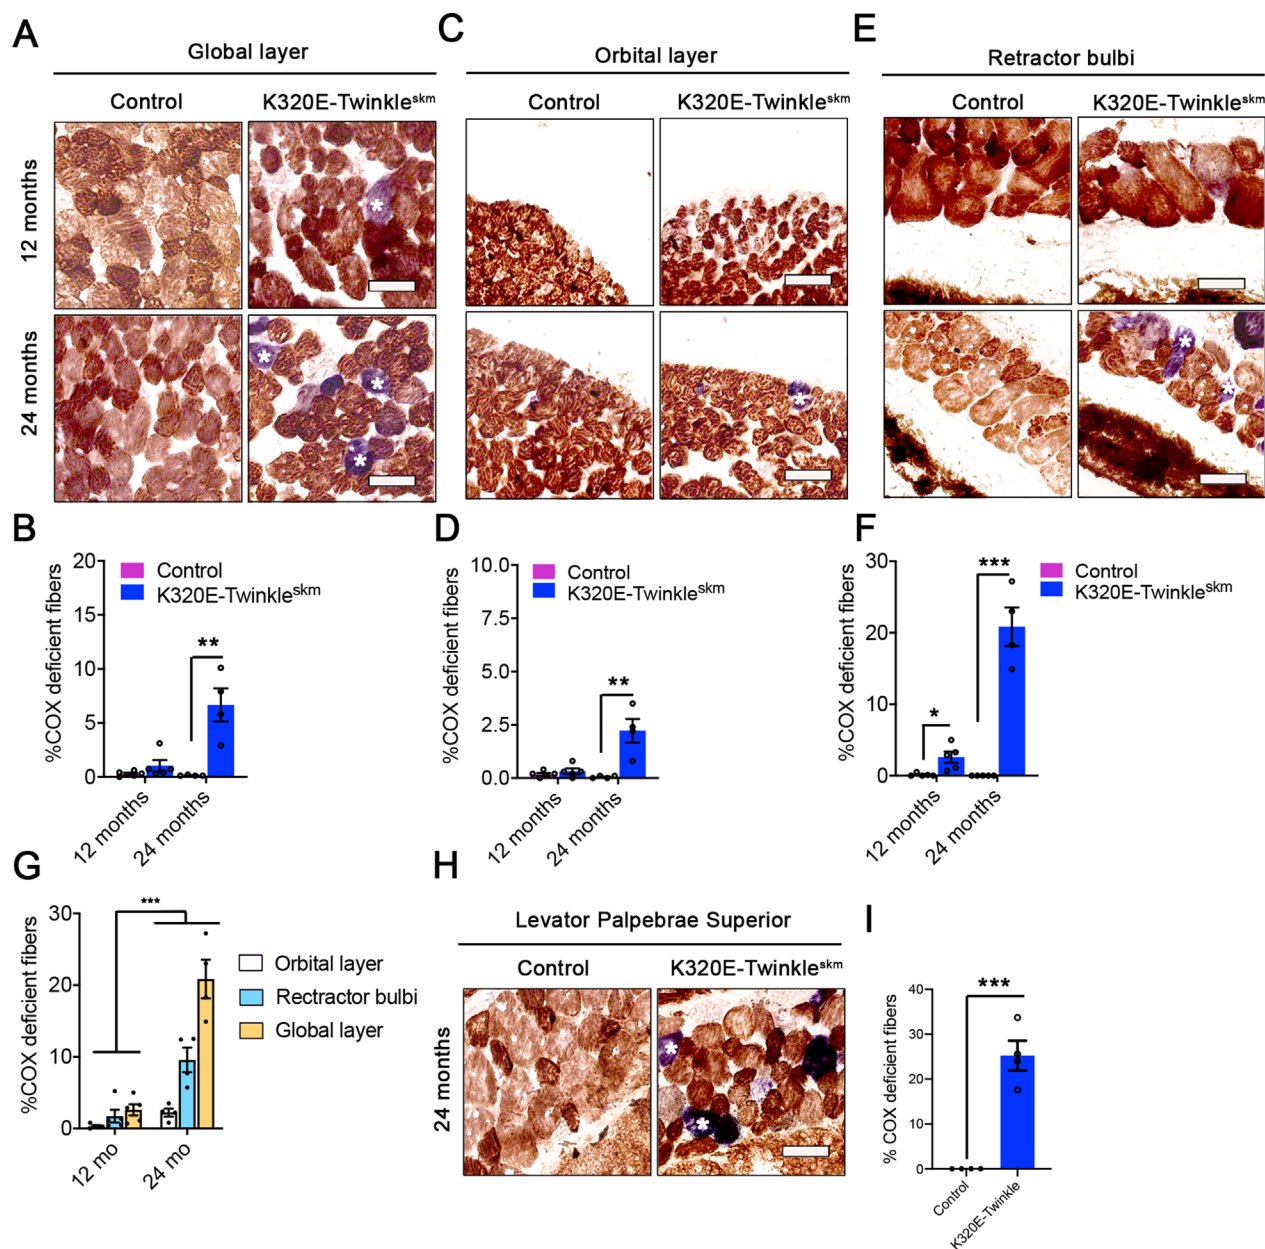 A
Global layer
Control K320E-Twinkleskm
12 months
24 months
* * * *
C
Orbital layer
Control K320E-Twinkleskm
*
E
Retractor bulbi
Control K320E-Twinkleskm
* *
B
%COX deficient fibers
20
15
10
5
0
Control
K320E-Twinkleskm
**
12 months
24 months
D
%COX deficient fibers
10.0
7.5
5.0
2.5
0.0
Control
K320E-Twinkleskm
**
12 months
24 months
F
%COX deficient fibers
30
20
10
0
Control
K320E-Twinkleskm
*
***
12 months
24 months
G
%COX deficient fibers
30
20
10
0
***
Orbital layer
Rectractor bulbi
Global layer
12 mo
24 mo
H
Levator Palpebrae Superior
Control K320E-Twinkleskm
24 months
* *
I
% COX deficient fibers
40
30
20
10
0
***
Control
K320E-Twinkle